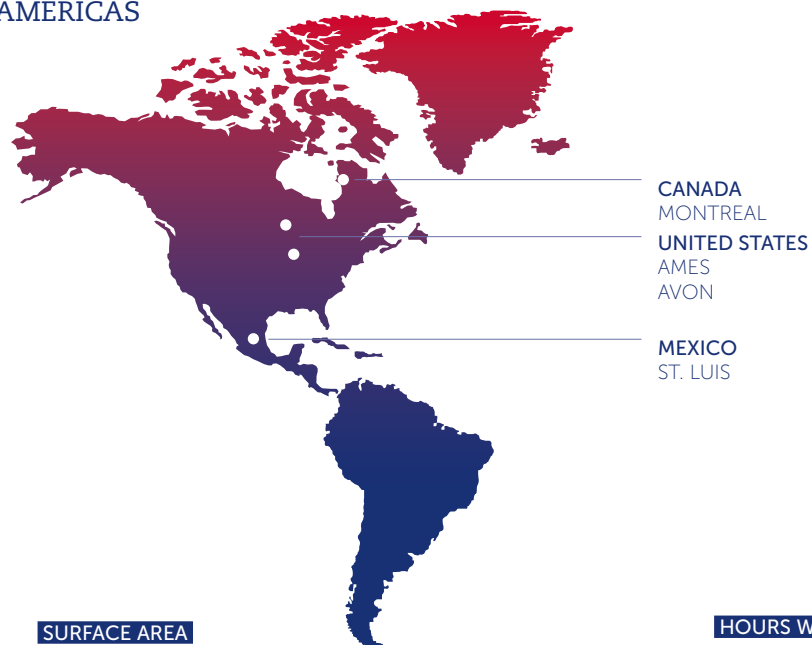 AMERICAS
CANADA
MONTREAL
UNITED STATES
AMES
AVON
MEXICO
ST. LUIS
SURFACE AREA
HOURS W